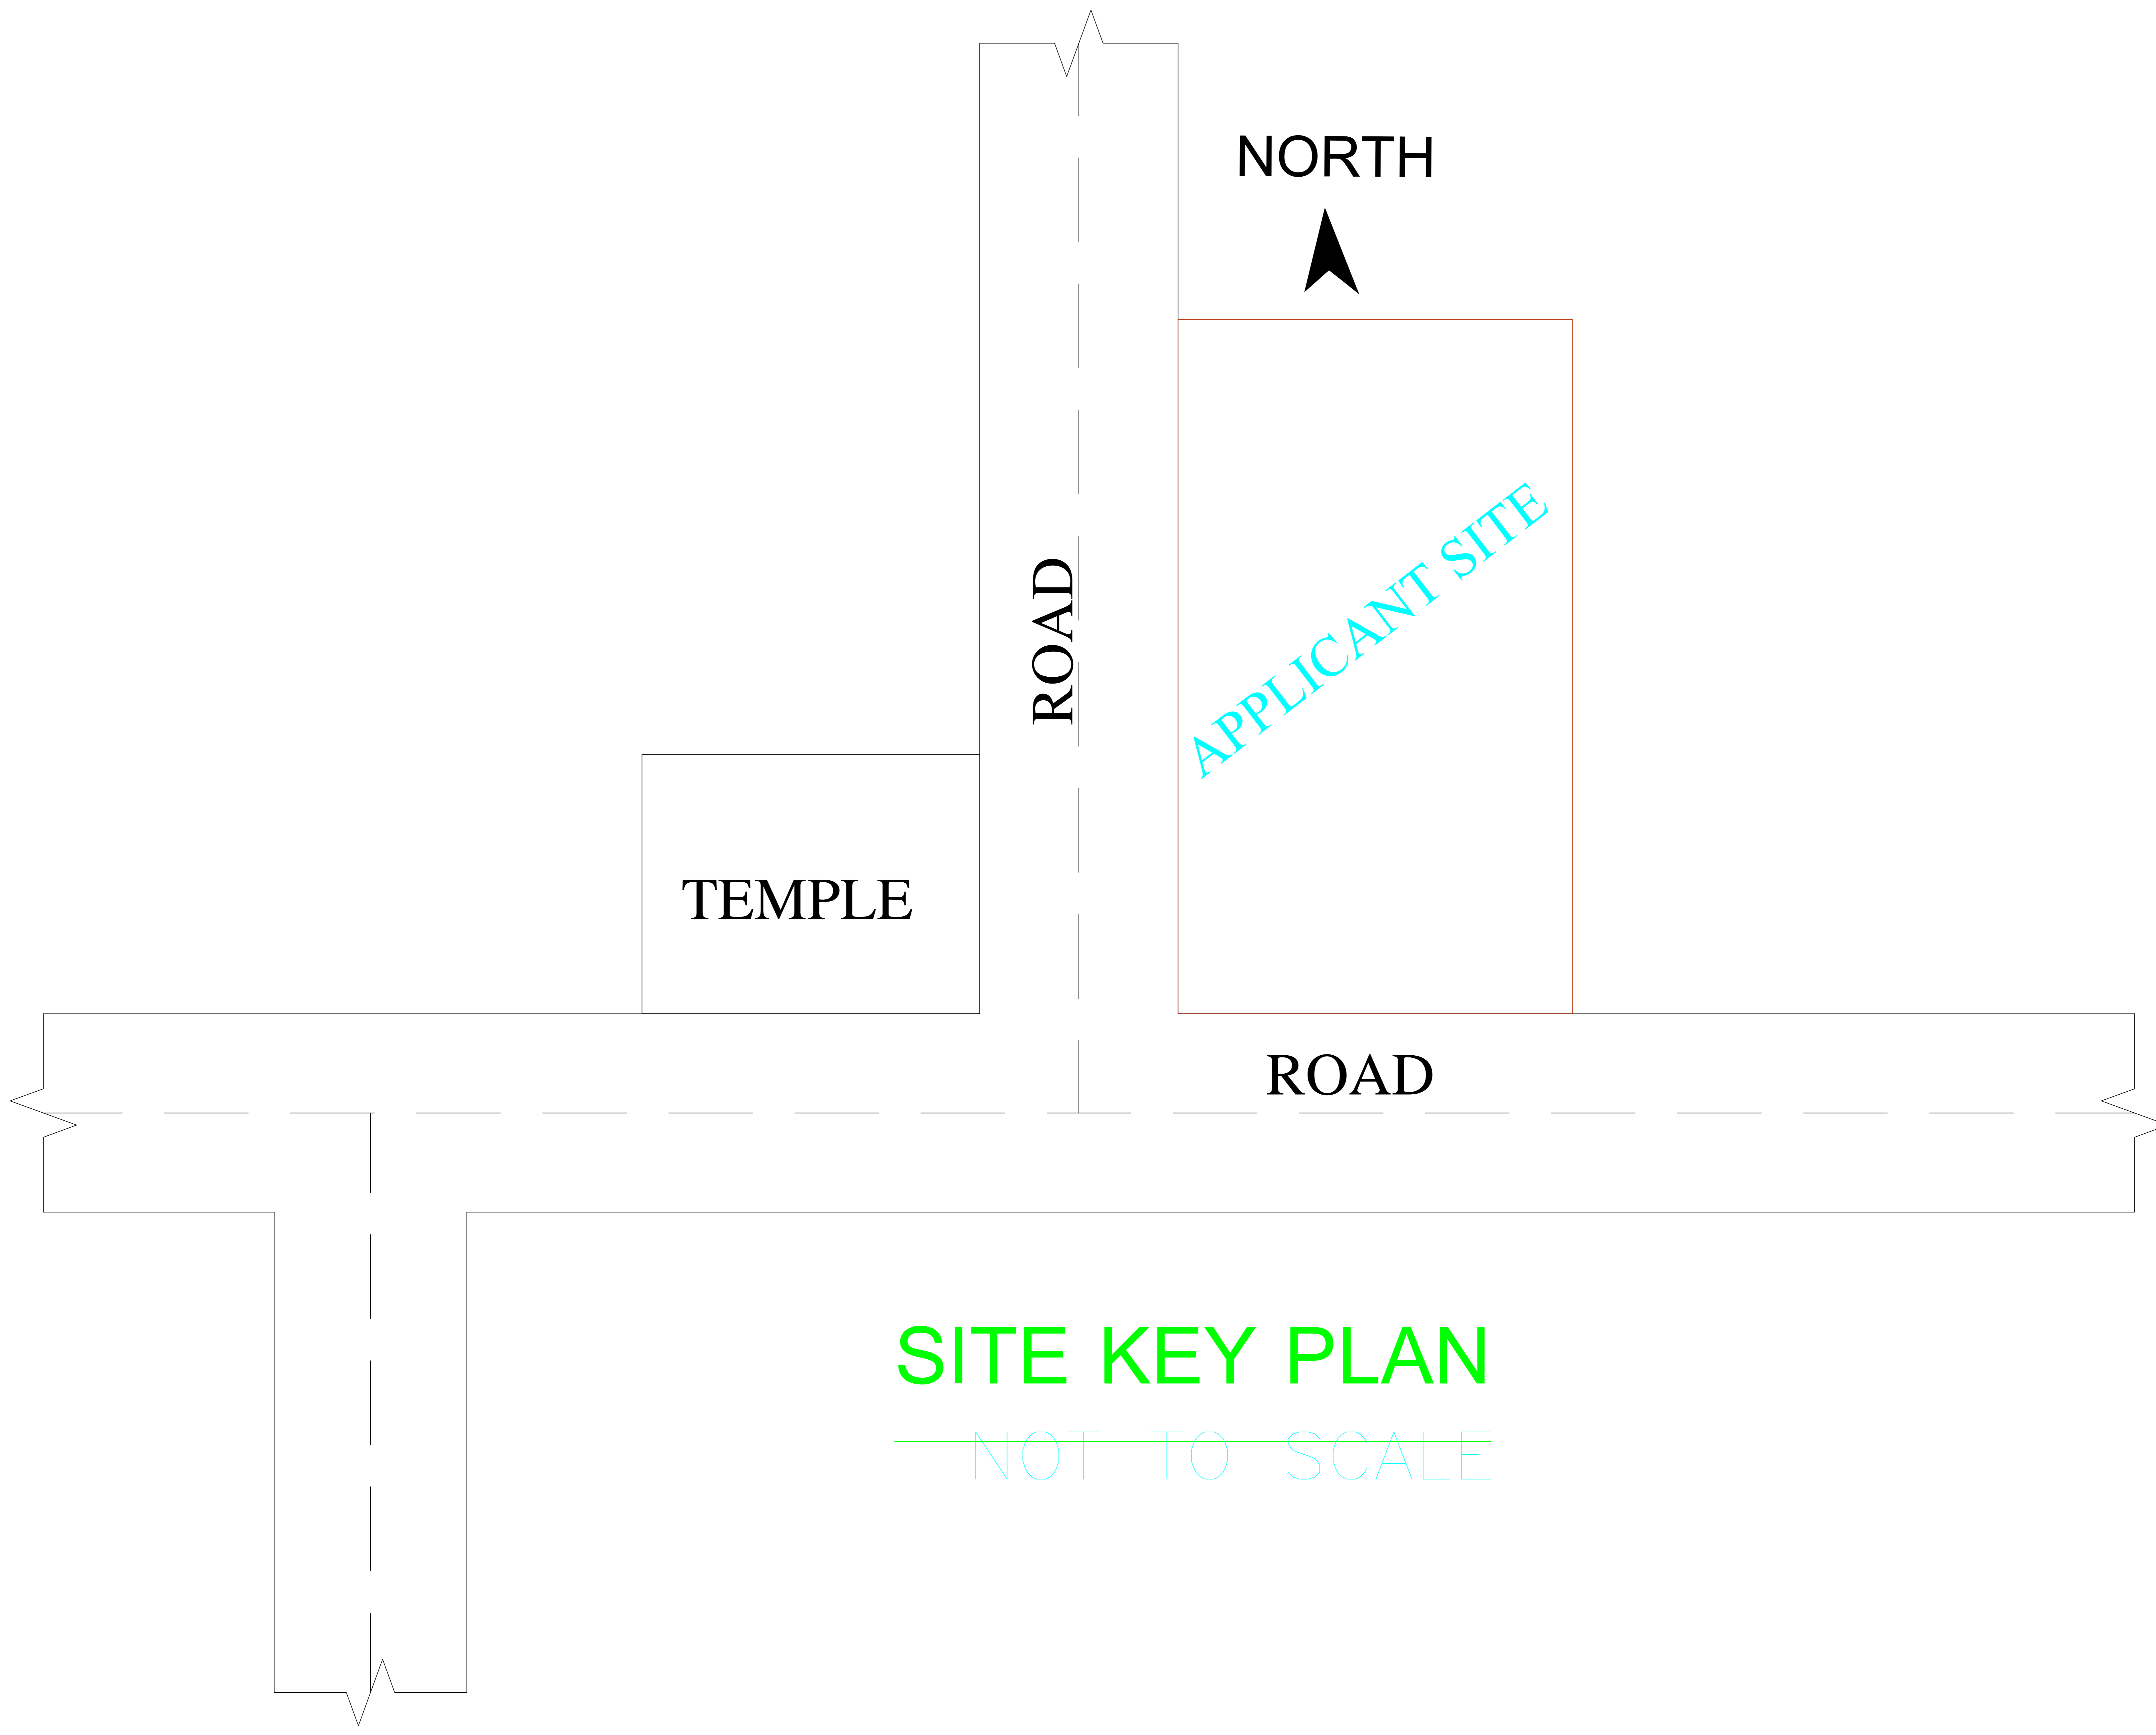 NORTH
APPLICANT SITE
ROAD
TEMPLE
ROAD
SITE KEY PLAN
NOT TO SCALE